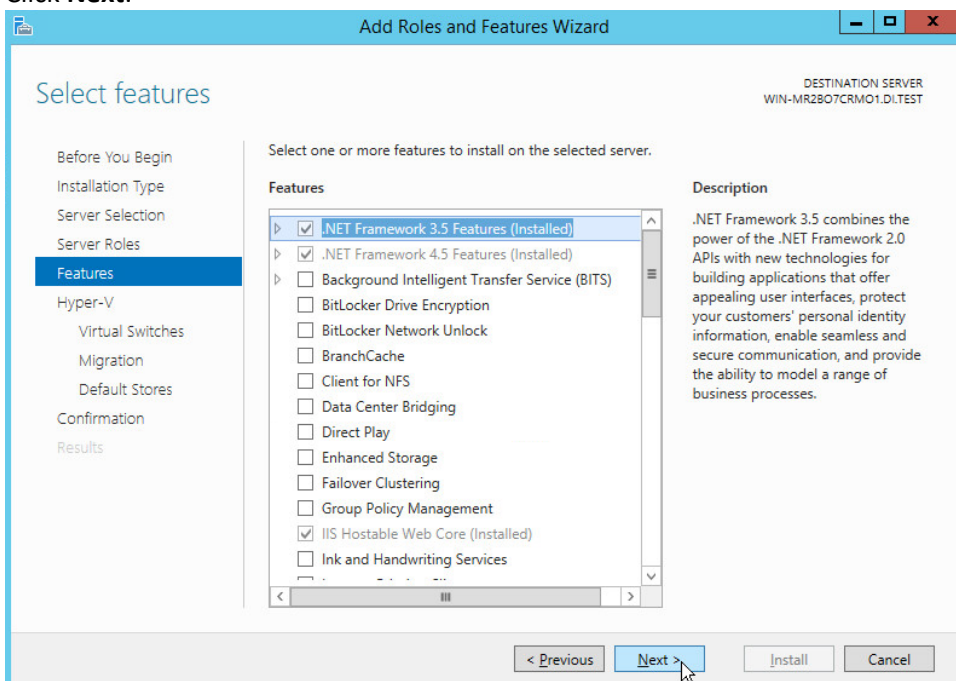 Click Next.
Add Roles and Features Wizard
Select features
DESTINATION SERVER
WIN-MR2BO7CRMO1.DI.TEST
Before You Begin
Installation Type
Server Selection
Server Roles
Features
Hyper-V
Virtual Switches
Migration
Default Stores
Confirmation
Results
Select one or more features to install on the selected server.
Features
.NET Framework 3.5 Features (Installed)
.NET Framework 4.5 Features (Installed)
Background Intelligent Transfer Service (BITS)
BitLocker Drive Encryption
BitLocker Network Unlock
BranchCache
Client for NFS
Data Center Bridging
Direct Play
Enhanced Storage
Failover Clustering
Group Policy Management
IIS Hostable Web Core (Installed)
Ink and Handwriting Services
Description
.NET Framework 3.5 combines the
power of the .NET Framework 2.0
APIs with new technologies for
building applications that offer
appealing user interfaces, protect
your customers' personal identity
information, enable seamless and
secure communication, and provide
the ability to model a range of
business processes.
< Previous
Next >
Install
Cancel